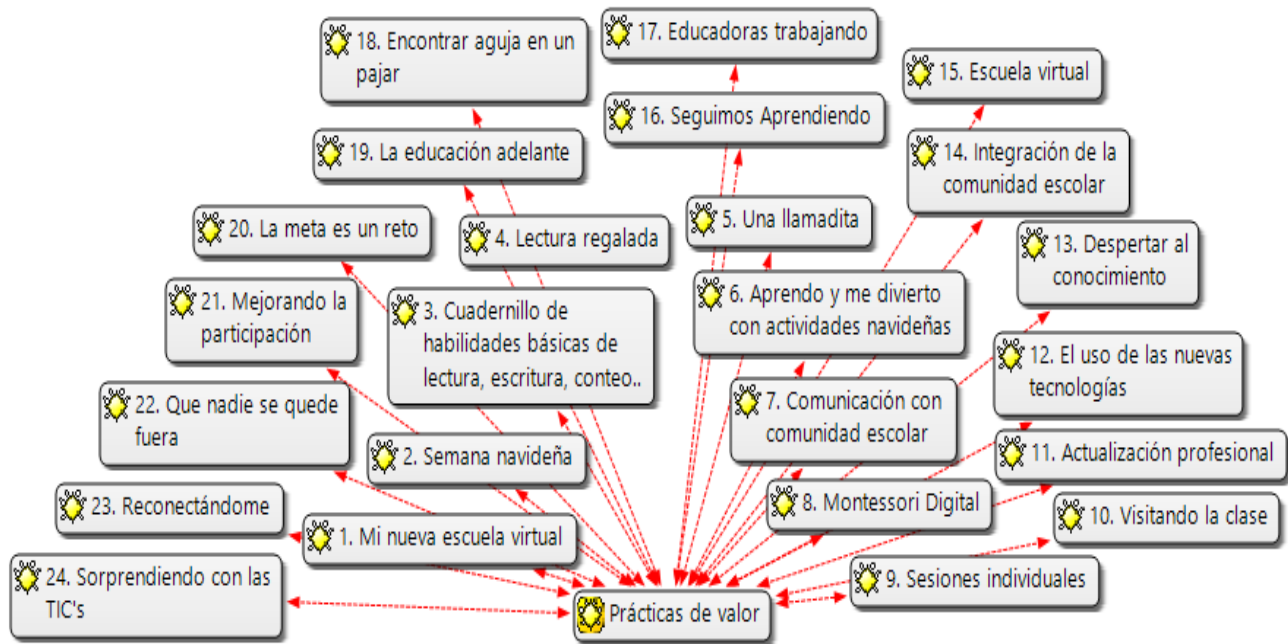 18. Encontrar aguja en un
pajar
17. Educadoras trabajando
15. Escuela virtual
16. Seguimos Aprendiendo
19. La educación adelante
14. Integración de la
comunidad escolar
20. La meta es un reto
4. Lectura regalada
5. Una llamadita
13. Despertar al
conocimiento
21. Mejorando la
participación
3. Cuadernillo de
habilidades básicas de
lectura, escritura, conteo..
6. Aprendo y me divierto
con actividades navideñas
12. El uso de las nuevas
tecnologías
22. Que nadie se quede
fuera
7. Comunicación con
comunidad escolar
2. Semana navideña
11. Actualización profesional
23. Reconectándome
1. Mi nueva escuela virtual
8. Montessori Digital
10. Visitando la clase
24. Sorprendiendo con las
TIC's
9. Sesiones individuales
Prácticas de valor